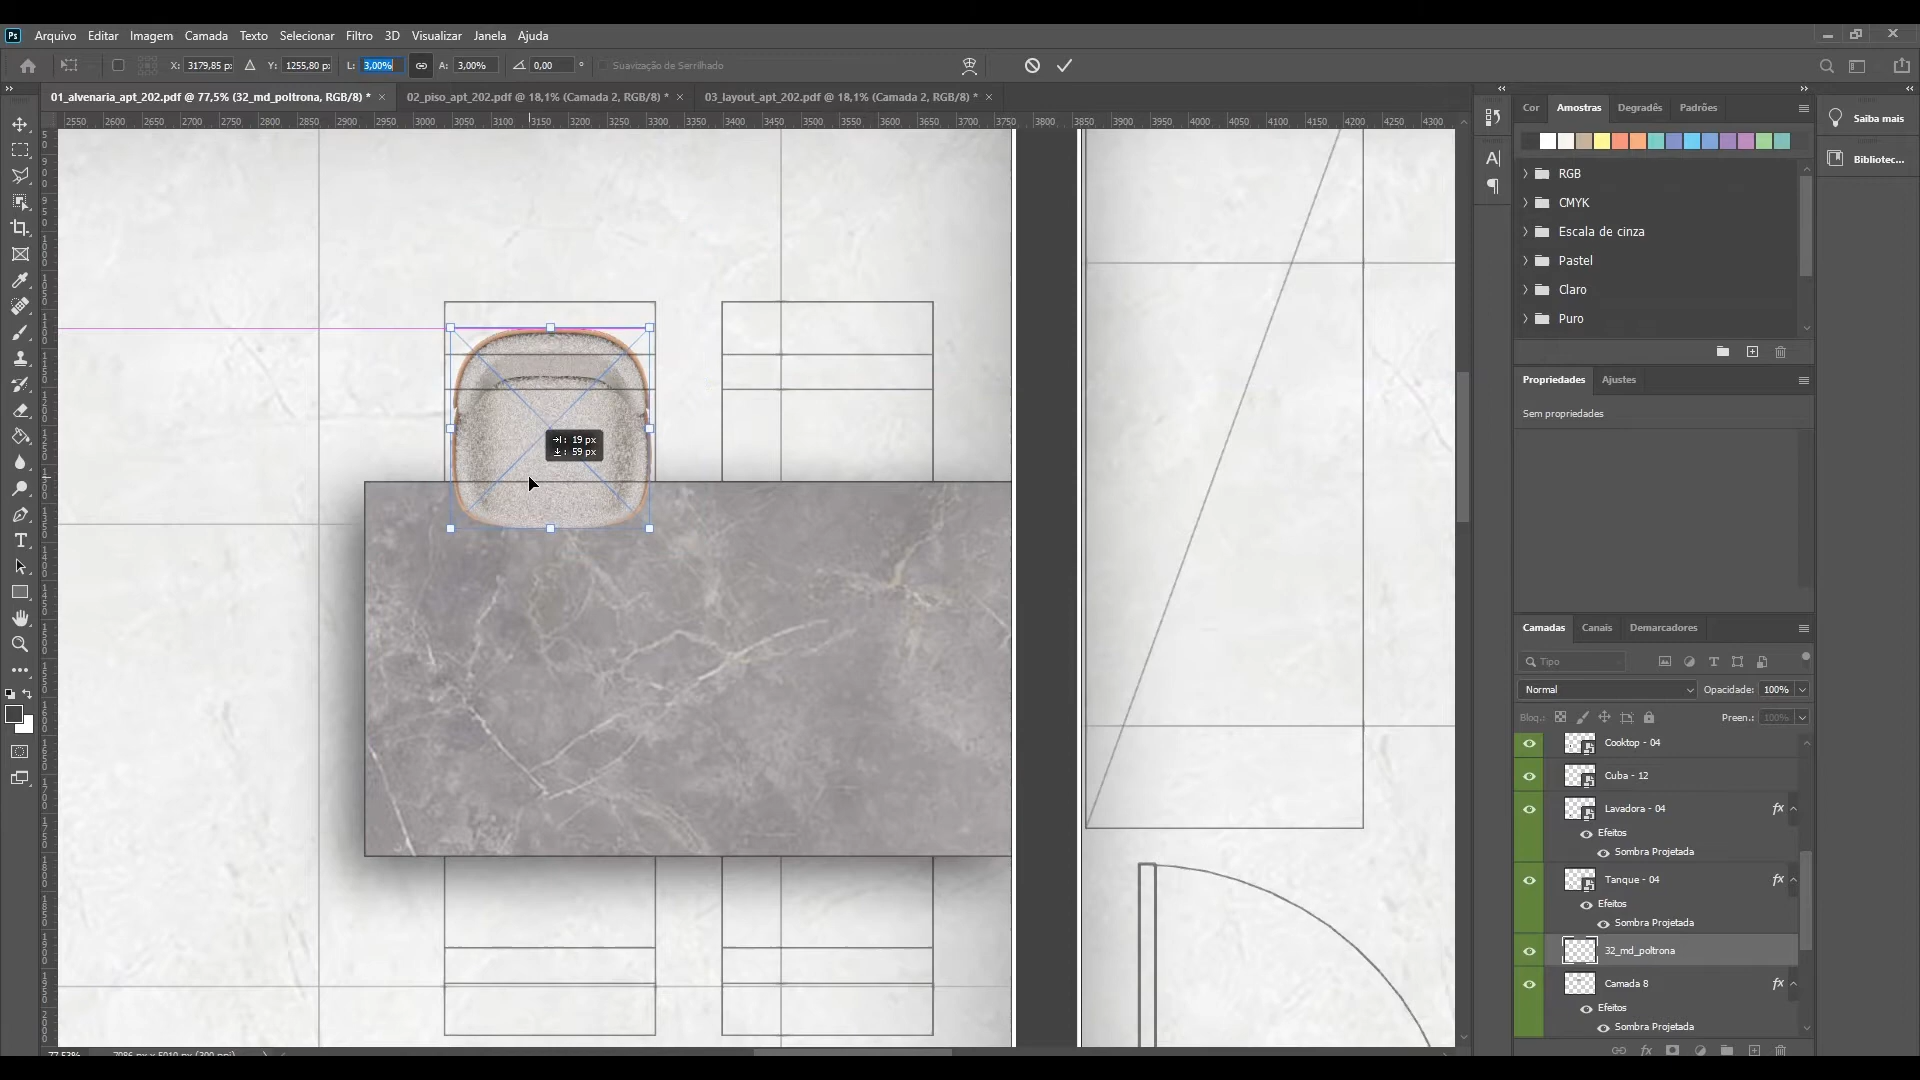 Ps Arquivo Editar Imagem Camada Texto Selecionar Filtro 3D Visualizar Janela Ajuda
X: 3179,85 p: Y: 1255,80 p: L: 3,00% A: 3,00% 0,00 ° Suavização de Serrilhado
01_alvenaria_apt_202.pdf @ 77,5% (32_md_poltrona, RGB/8) * × 02_piso_apt_202.pdf @ 18,1% (Camada 2, RGB/8) * × 03_layout_apt_202.pdf @ 18,1% (Camada 2, RGB/8) * ×
2550 2600 2650 2700 2750 2800 2850 2900 2950 3000 3050 3100 3150 3200 3250 3300 3350 3400 3450 3500 3550 3600 3650 3700 3750 3800 3850 3900 3950 4000 4050 4100 4150 4200 4250 4300
Cor Amostras Degradês Padrões
Saiba mais
Bibliotec...
RGB
CMYK
Escala de cinza
Pastel
Claro
Puro
Propriedades Ajustes
Sem propriedades
: 19 px
: 59 px
Camadas Canais Demarcadores
Tipo
Normal Opacidade: 100%
Bloq.: Preen.: 100%
Cooktop - 04
Cuba - 12
Lavadora - 04 fx
Efeitos
Sombra Projetada
Tanque - 04 fx
Efeitos
Sombra Projetada
32_md_poltrona
Camada 8 fx
Efeitos
Sombra Projetada
fx